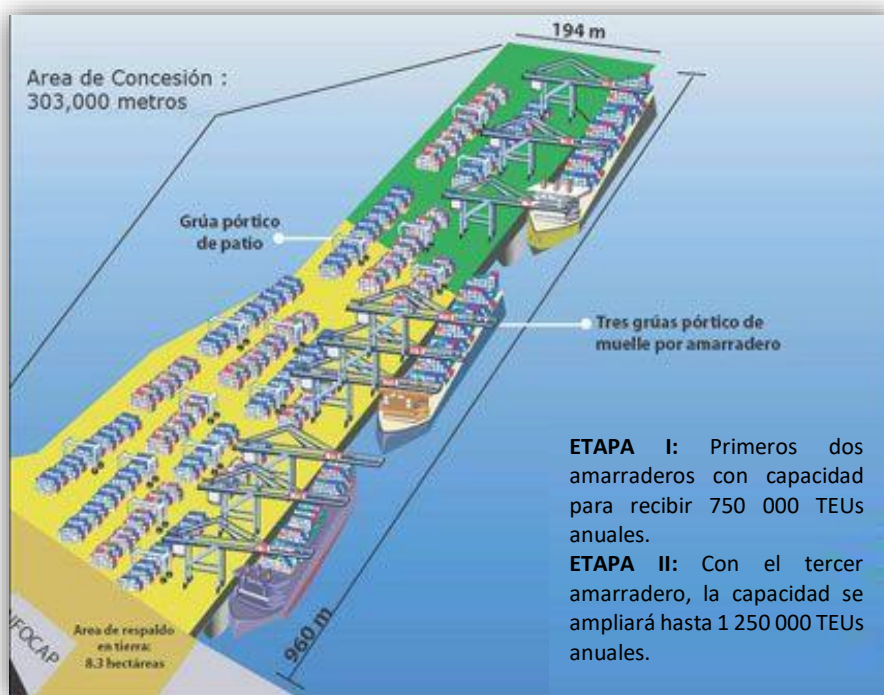 194 m
Area de Concesión :
303,000 metros
Grúa pórtico
de patio
Tres grúas pórtico de
muelle por amarradero
ETAPA I: Primeros dos
amarraderos con capacidad
para recibir 750 000 TEUs
anuales.
ETAPA II: Con el tercer
amarradero, la capacidad se
ampliará hasta 1 250 000 TEUs
anuales.
960 m
Area de respaldo
en tierra:
8.3 hectáreas